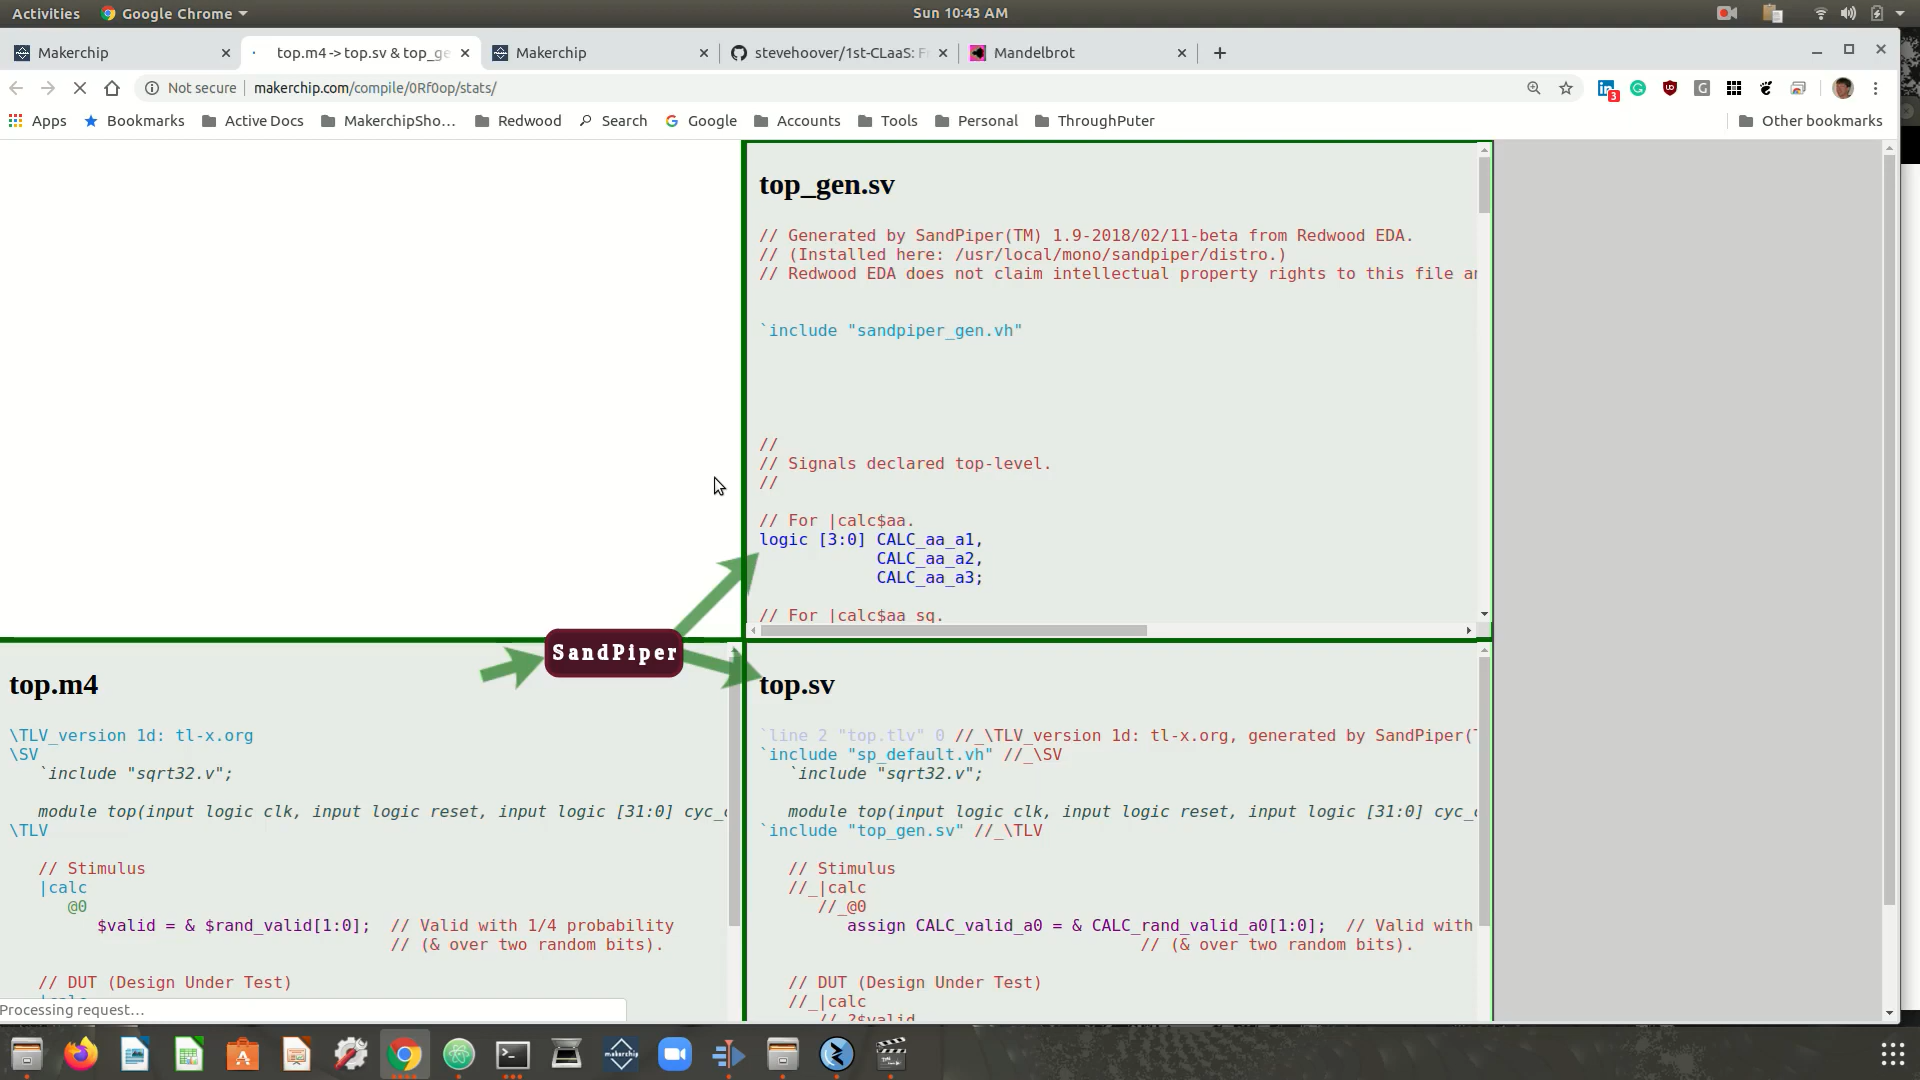 Activities Google Chrome Sun 10:43 AM
Makerchip top.m4 -> top.sv & top_ge Makerchip stevehoover/1st-CLaaS: Fr Mandelbrot
Not secure makerchip.com/compile/0Rf0op/stats/
Apps Bookmarks Active Docs MakerchipSho... Redwood Search Google Accounts Tools Personal ThroughPuter Other bookmarks
top_gen.sv
// Generated by SandPiper(TM) 1.9-2018/02/11-beta from Redwood EDA.
// (Installed here: /usr/local/mono/sandpiper/distro.)
// Redwood EDA does not claim intellectual property rights to this file an
`include "sandpiper_gen.vh"
//
// Signals declared top-level.
//
// For |calc$aa.
logic [3:0] CALC_aa_a1,
CALC_aa_a2,
CALC_aa_a3;
// For |calc$aa_sq.
SandPiper
top.m4
\TLV_version 1d: tl-x.org
\SV
`include "sqrt32.v";
module top(input logic clk, input logic reset, input logic [31:0] cyc_c
\TLV
// Stimulus
|calc
@0
$valid = & $rand_valid[1:0];  // Valid with 1/4 probability
// (& over two random bits).
// DUT (Design Under Test)
|calc
Processing request...
top.sv
`line 2 "top.tlv" 0 //_\TLV_version 1d: tl-x.org, generated by SandPiper(T
`include "sp_default.vh" //_\SV
`include "sqrt32.v";
module top(input logic clk, input logic reset, input logic [31:0] cyc_c
`include "top_gen.sv" //_\TLV
// Stimulus
//_|calc
//_@0
assign CALC_valid_a0 = & CALC_rand_valid_a0[1:0];  // Valid with
// (& over two random bits).
// DUT (Design Under Test)
//_|calc
//_?$valid
makerchip